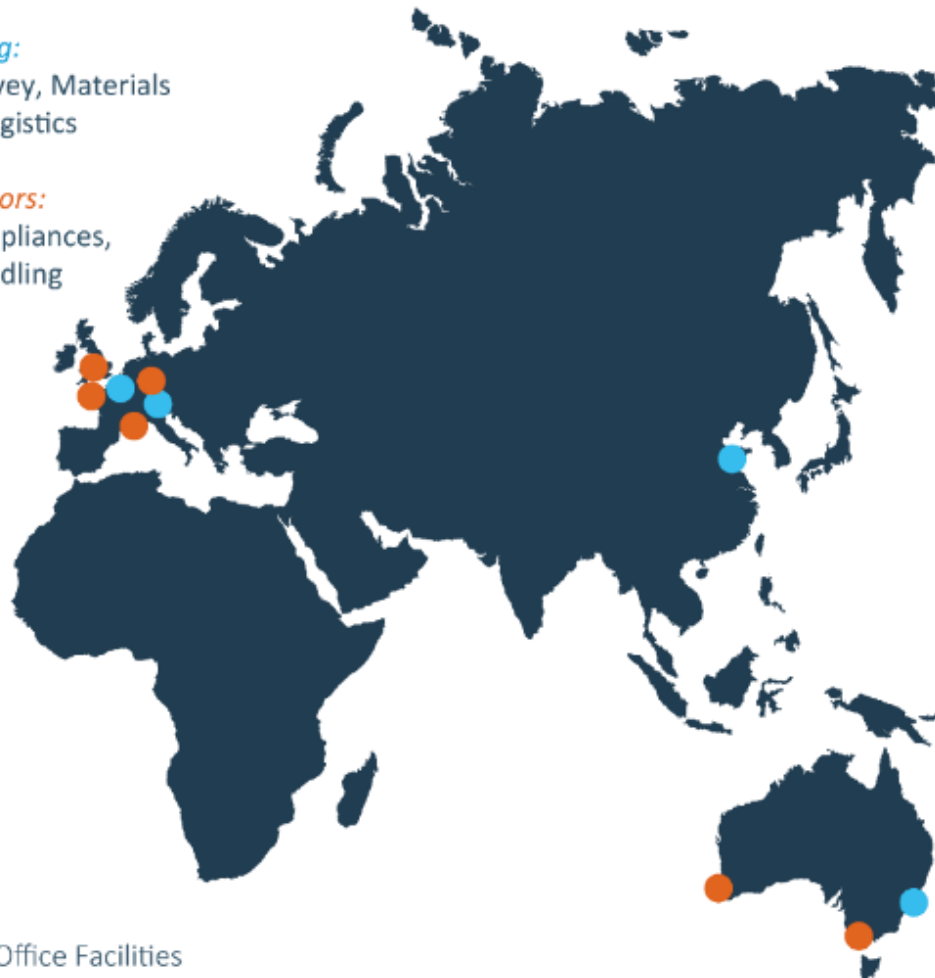 g:
vey, Materials
gistics
ors:
pliances,
dling
Office Facilities